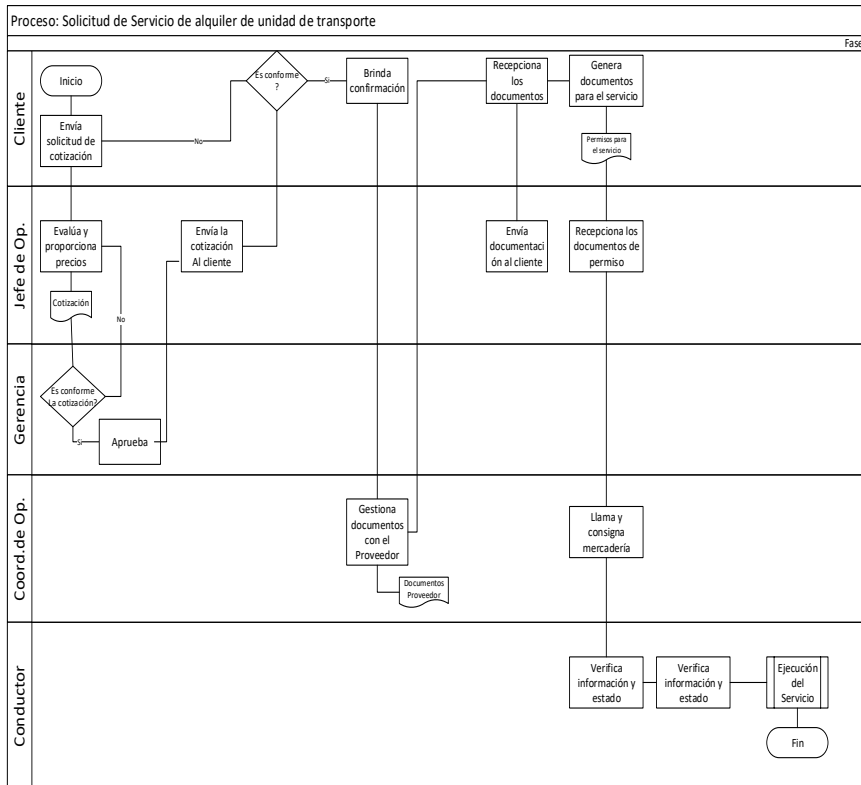 Proceso: Solicitud de Servicio de alquiler de unidad de transporte
Fase
Cliente
Inicio
Envía
solicitud de
cotización
No
Es conforme
?
Si
Brinda
confirmación
Recepciona
los
documentos
Genera
documentos
para el servicio
Permisos para
el servicio
Jefe de Op.
Evalúa y
proporciona
precios
Cotización
No
Envía la
cotización
Al cliente
Envía
documentaci
ón al cliente
Recepciona los
documentos de
permiso
Gerencia
Es conforme
La cotización?
Si
Aprueba
Coord.de Op.
Gestiona
documentos
con el
Proveedor
Documentos
Proveedor
Llama y
consigna
mercadería
Conductor
Verifica
información y
estado
Verifica
información y
estado
Ejecución
del
Servicio
Fin